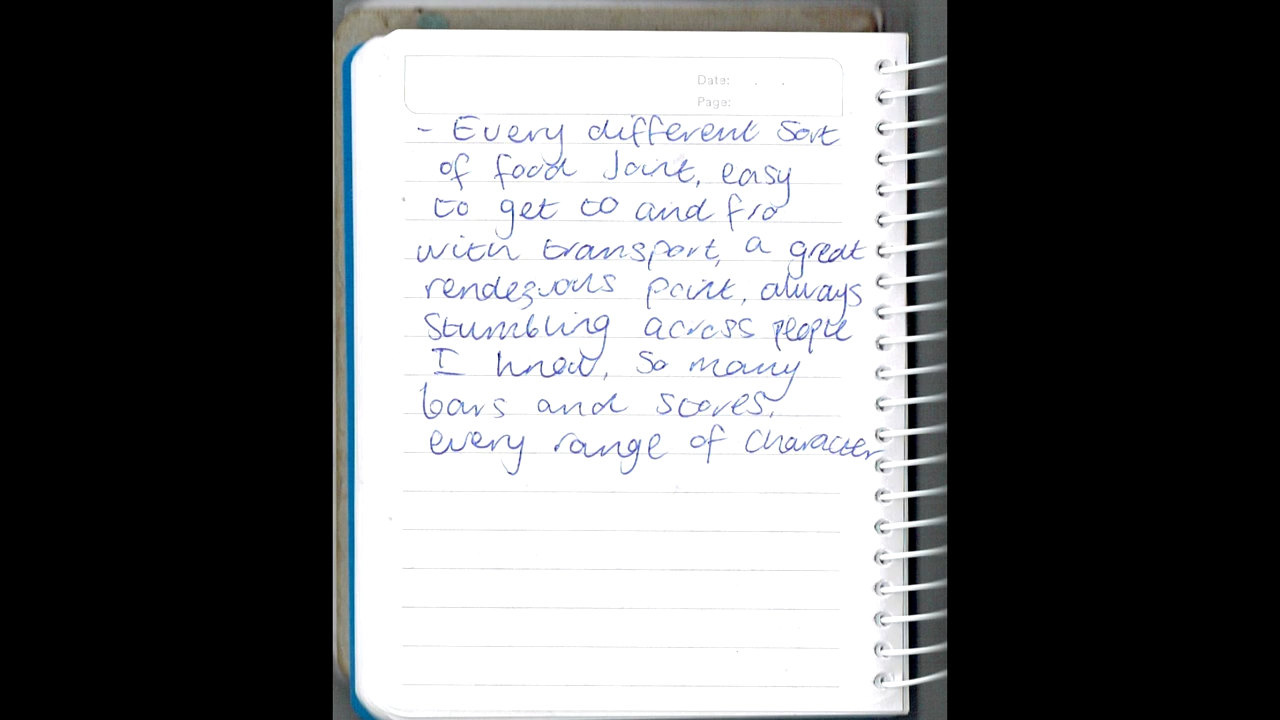 Date: . .
Page:
- Every different sort
of food Joint, easy
to get to and fro
with transport, a great
rendezvous point, always
Stumbling across people
I know, so many
bars and stores,
every range of character